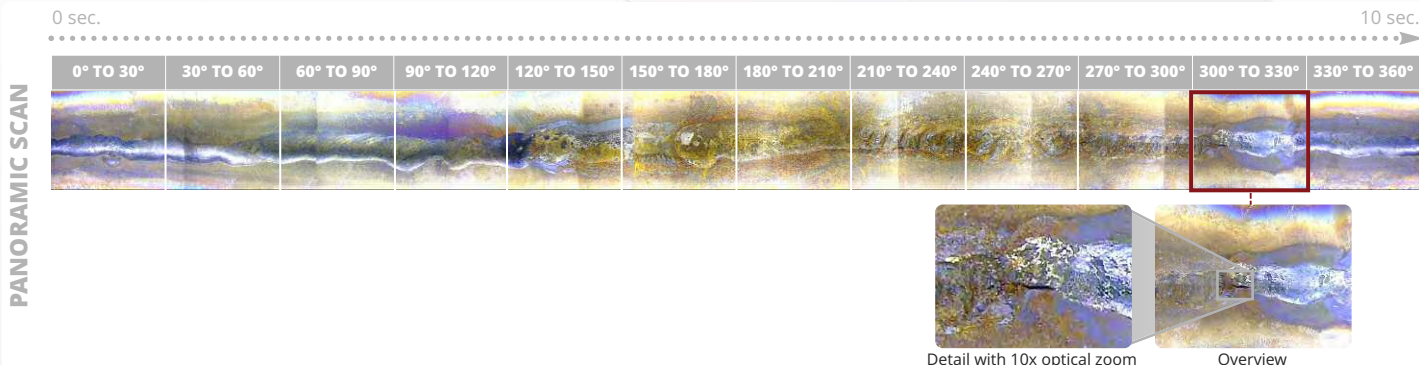 0 sec.
10 sec.
PANORAMIC SCAN
0° TO 30°
30° TO 60°
60° TO 90°
90° TO 120°
120° TO 150°
150° TO 180°
180° TO 210°
210° TO 240°
240° TO 270°
270° TO 300°
300° TO 330°
330° TO 360°
Detail with 10x optical zoom
Overview